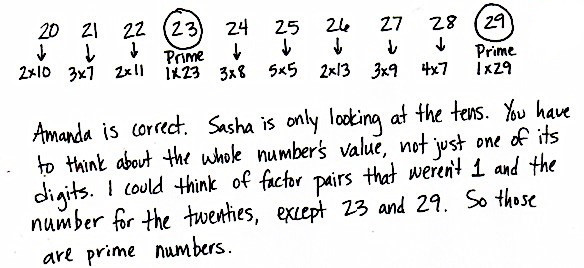 20 21 22 23 24 25 26 27 28 29
Prime Prime
2x10 3x7 2x11 1x23 3x8 5x5 2x13 3x9 4x7 1x29
Amanda is correct. Sasha is only looking at the tens. You have
to think about the whole number's value, not just one of its
digits. I could think of factor pairs that weren't 1 and the
number for the twenties, except 23 and 29. So those
are prime numbers.